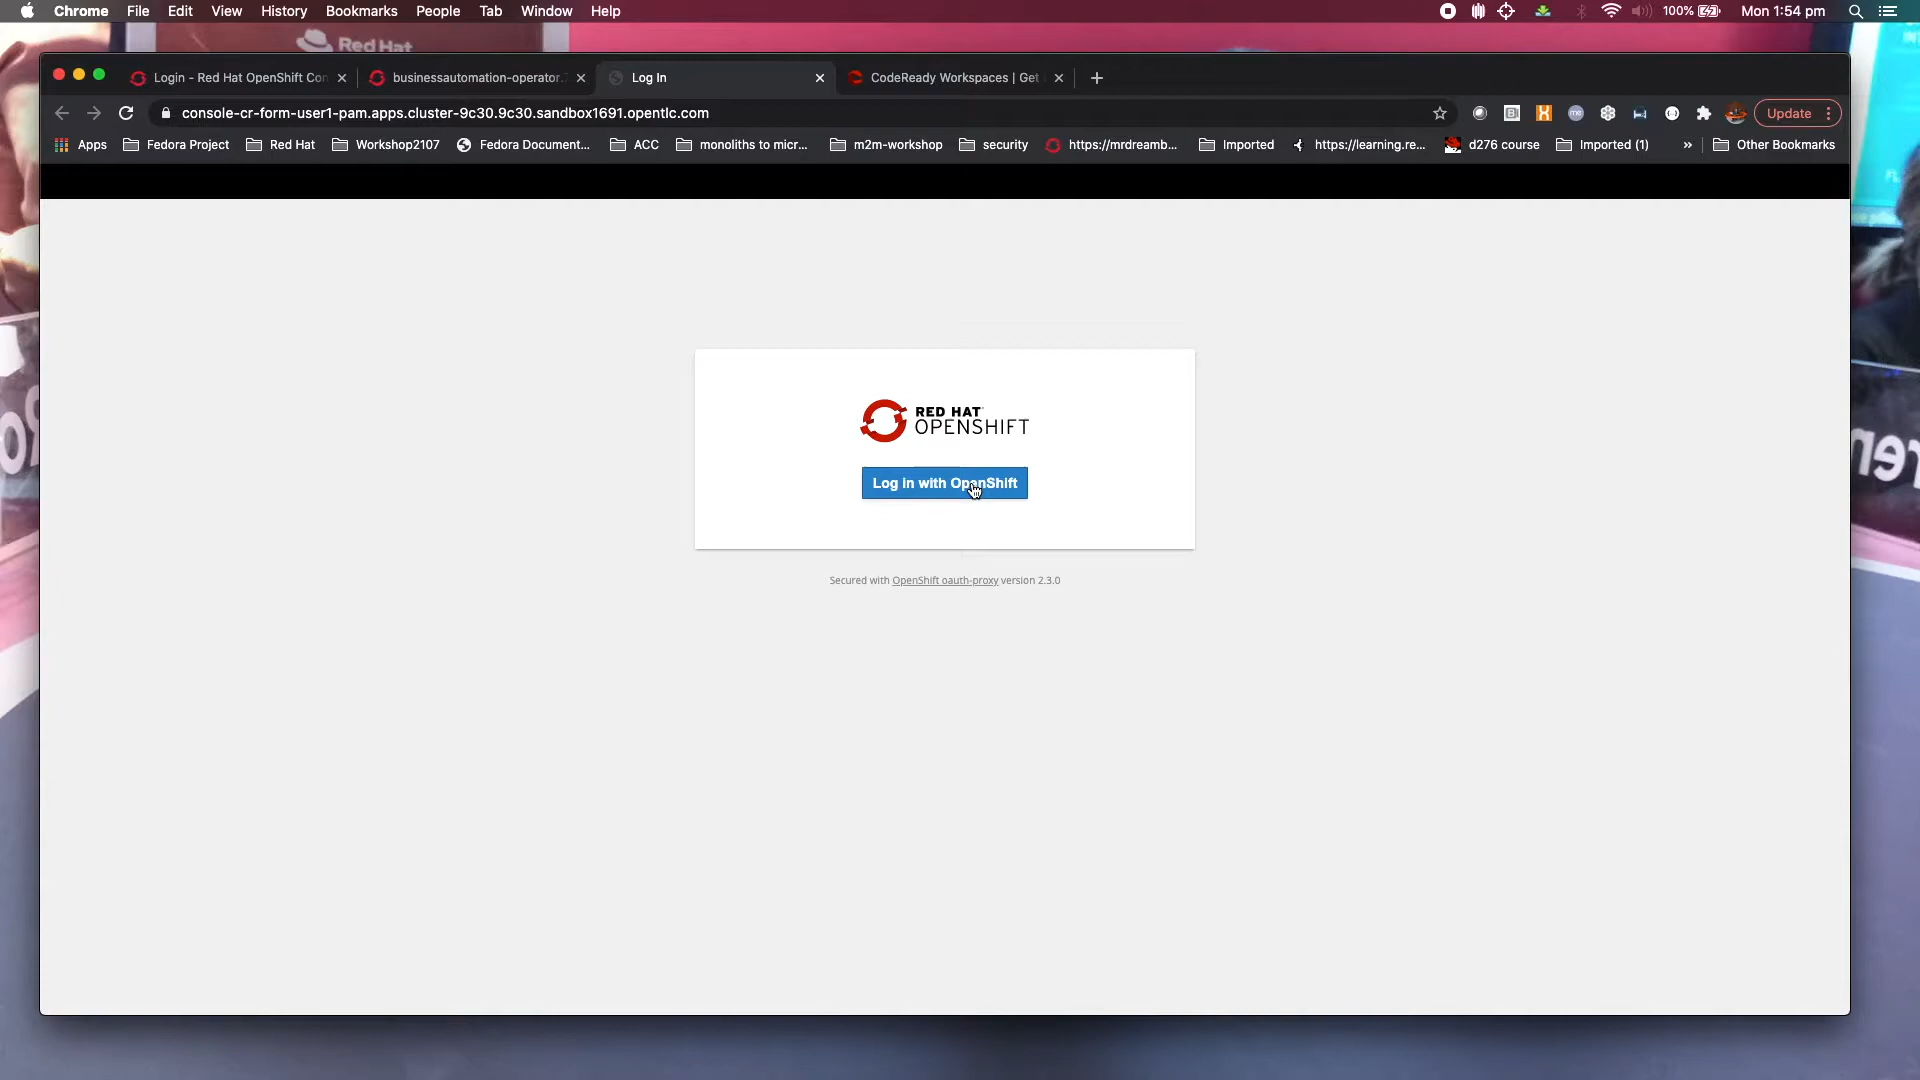 Chrome File Edit View History Bookmarks People Tab Window Help 100% Mon 1:54 pm
Red Hat
Login - Red Hat OpenShift Con businessautomation-operator. Log In CodeReady Workspaces | Get
console-cr-form-user1-pam.apps.cluster-9c30.9c30.sandbox1691.opentlc.com Update
Apps Fedora Project Red Hat Workshop2107 Fedora Document... ACC monoliths to micr... m2m-workshop security https://mrdreamb... Imported https://learning.re... d276 course Imported (1) » Other Bookmarks
RED HAT
OPENSHIFT
Log in with OpenShift
Secured with OpenShift oauth-proxy version 2.3.0